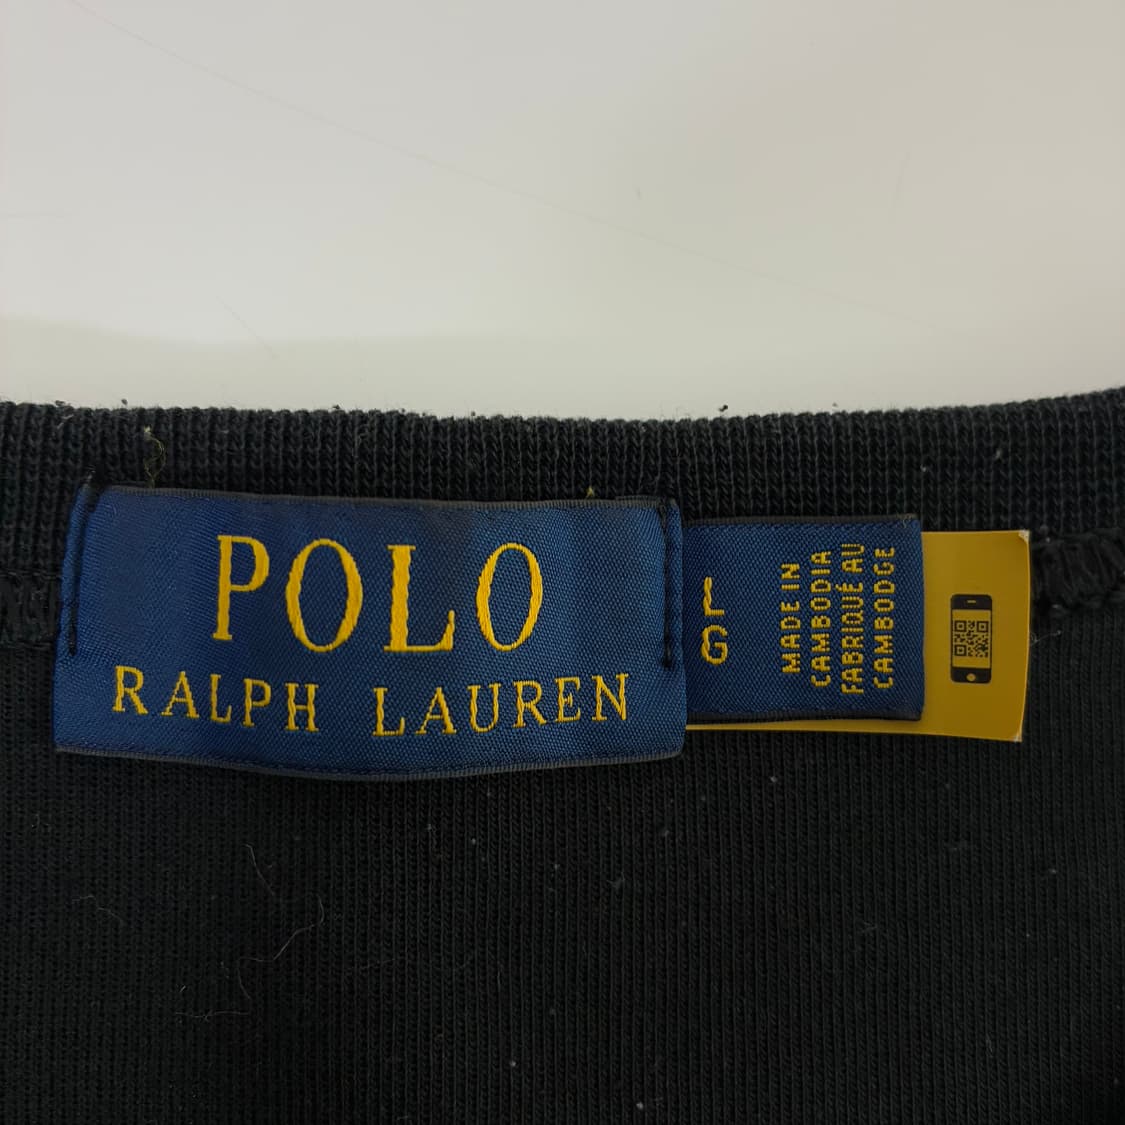 POLO
RALPH LAUREN
L
G
MADE IN
CAMBODIA
FABRIQUÉ AU
CAMBODGE